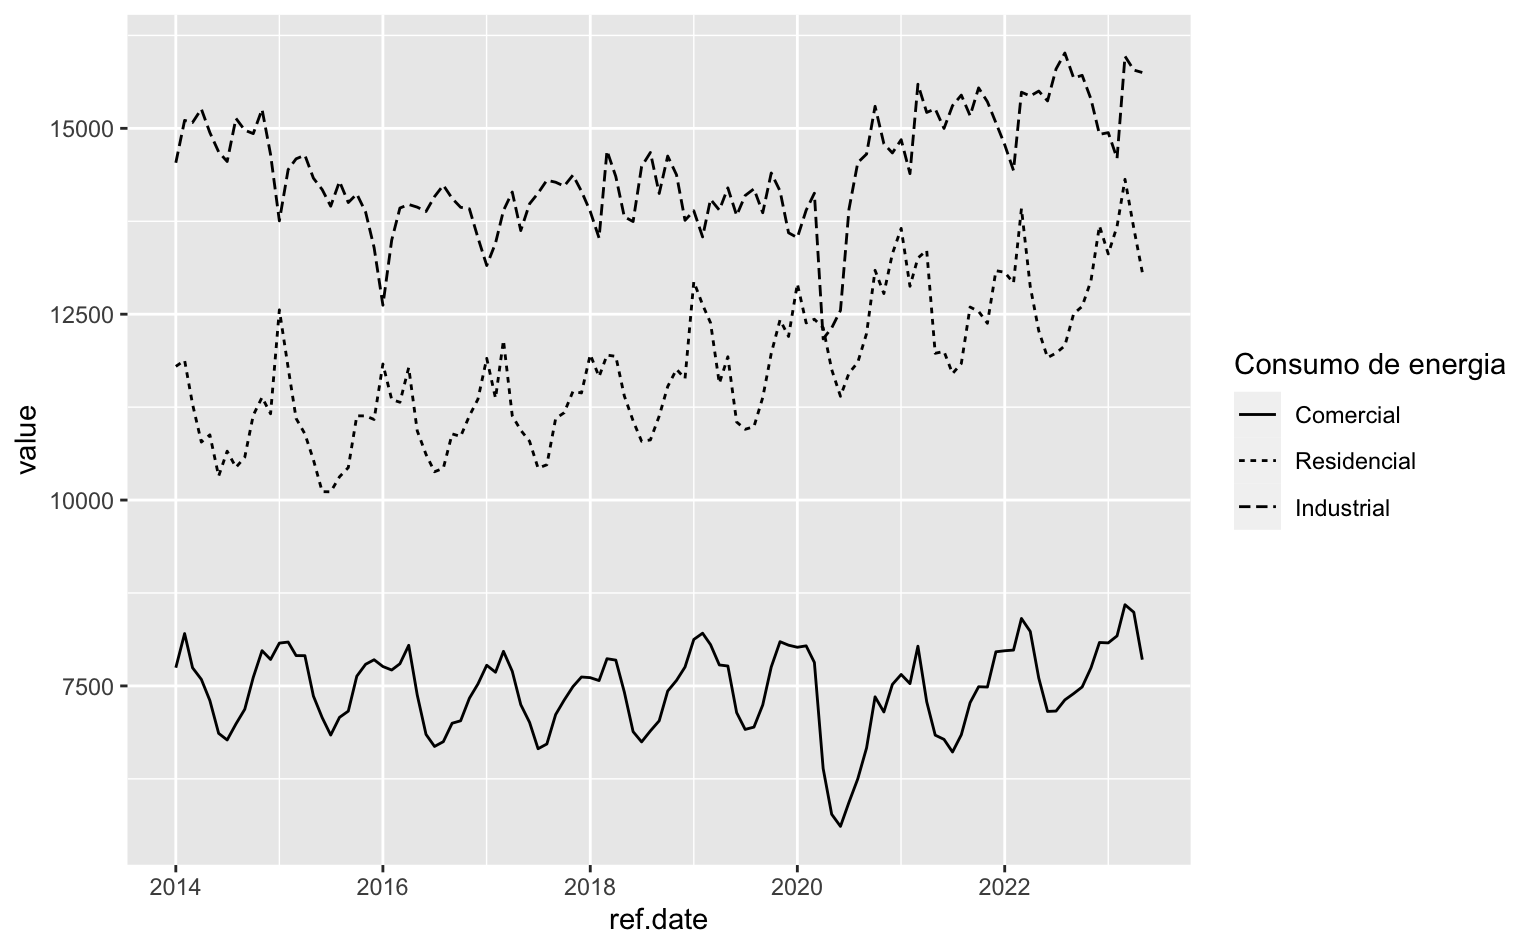 15000
12500
10000
7500
value
2014
2016
2018
2020
2022
ref.date
Consumo de energia
Comercial
Residencial
Industrial